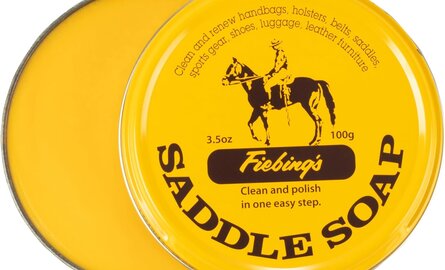 Clean and renew handbags, holsters, belts, saddles,
sports gear, shoes, luggage, leather furniture
3.5oz 100g
Fiebing's
Clean and polish
in one easy step.
SADDLE SOAP